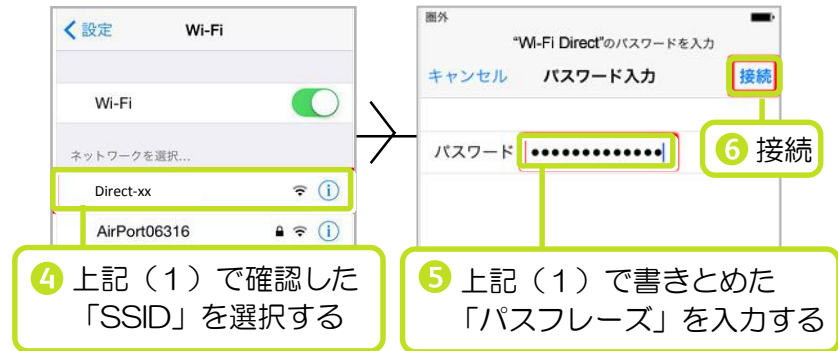 設定 Wi-Fi
Wi-Fi
ネットワークを選択...
Direct-xx
AirPort06316
4 上記（1）で確認した
「SSID」を選択する
圏外
“Wi-Fi Direct”のパスワードを入力
キャンセル パスワード入力 接続
6 接続
パスワード ●●●●●●●●●●●●●
5 上記（1）で書きとめた
「パスフレーズ」を入力する